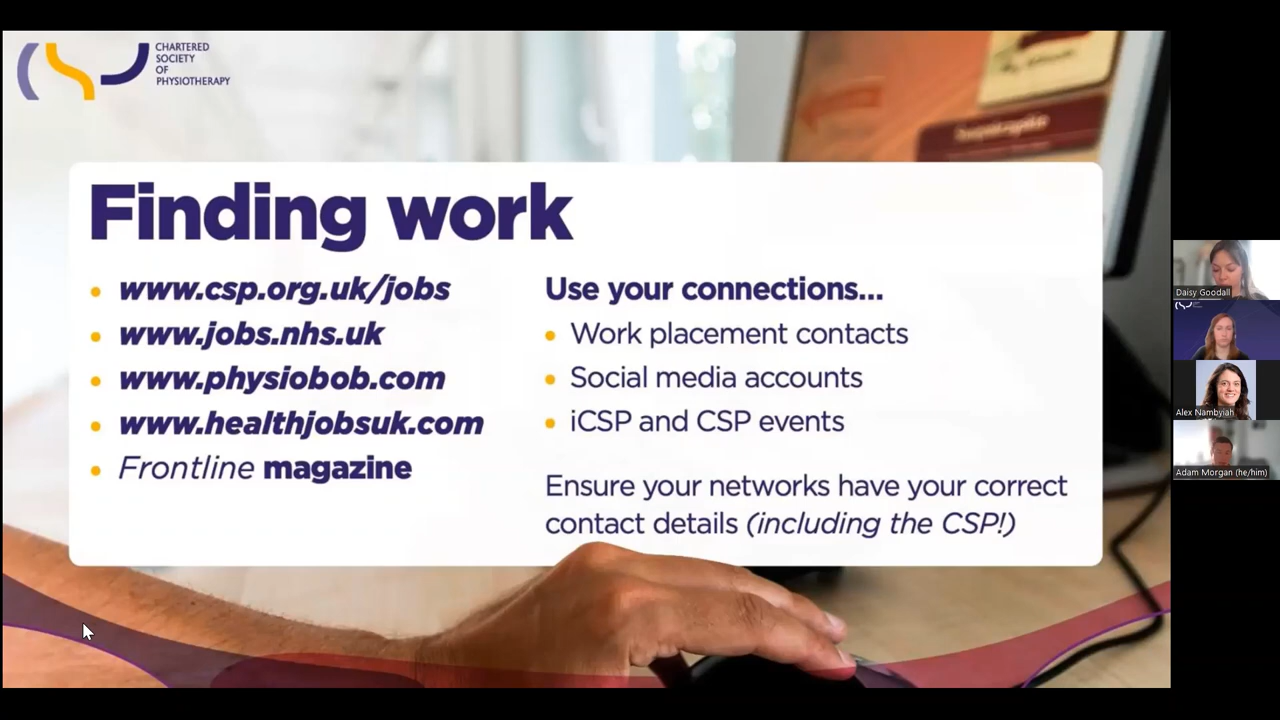 CHARTERED
SOCIETY
OF
PHYSIOTHERAPY
Finding work
www.csp.org.uk/jobs
www.jobs.nhs.uk
www.physiobob.com
www.healthjobsuk.com
Frontline magazine
Use your connections...
Work placement contacts
Social media accounts
iCSP and CSP events
Ensure your networks have your correct
contact details (including the CSP!)
Daisy Goodall
Alex Nambyiah
Adam Morgan (he/him)